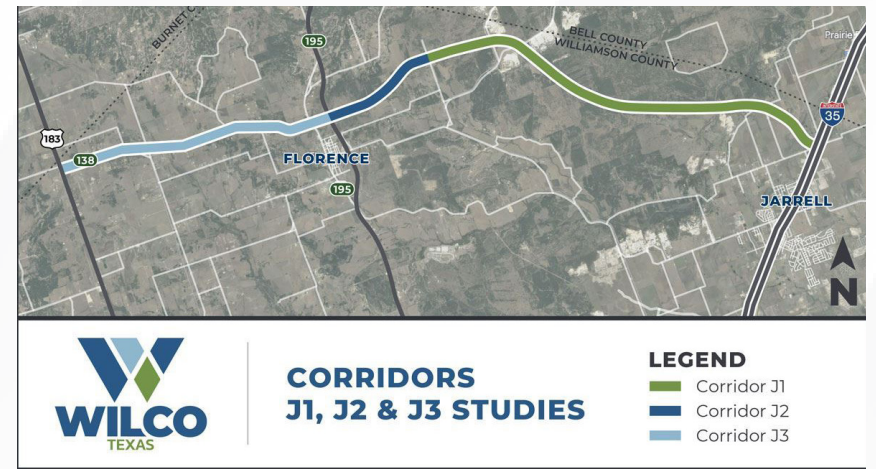 BURNET C
195
BELL COUNTY
WILLIAMSON COUNTY
Prairie
183
138
FLORENCE
195
35
JARRELL
N
WILCO
TEXAS
CORRIDORS
J1, J2 & J3 STUDIES
LEGEND
Corridor J1
Corridor J2
Corridor J3